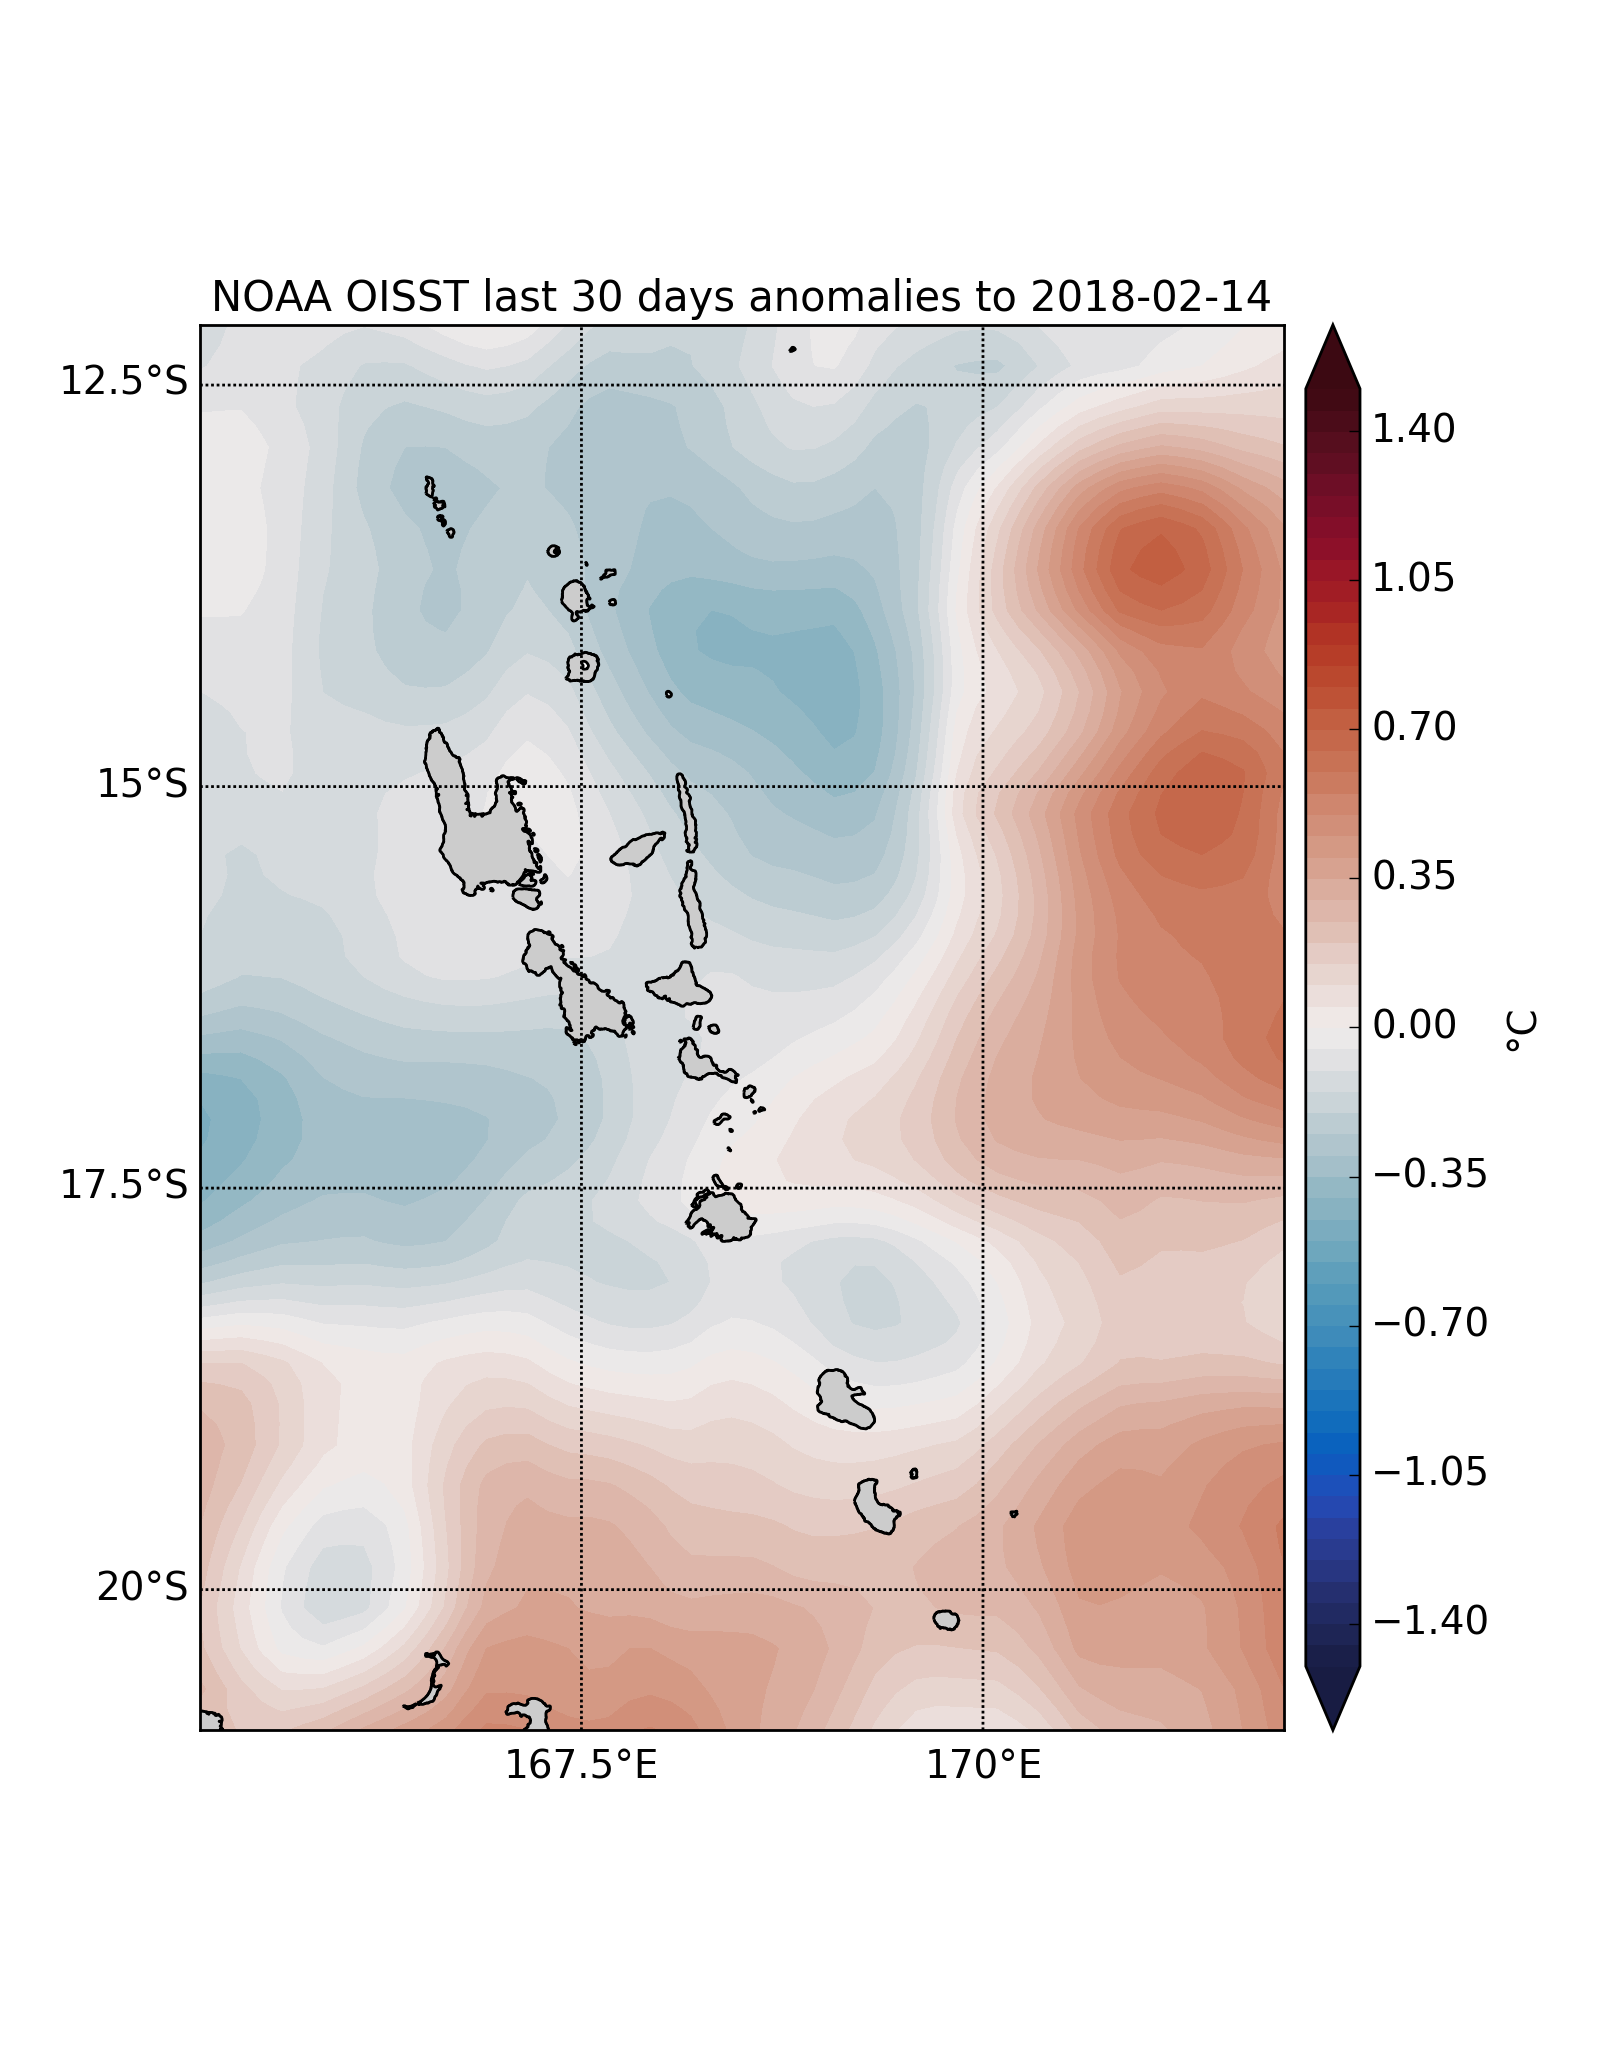 NOAA OISST last 30 days anomalies to 2018-02-14
12.5°S
15°S
17.5°S
20°S
167.5°E
170°E
1.40
1.05
0.70
0.35
0.00
−0.35
−0.70
−1.05
−1.40
°C